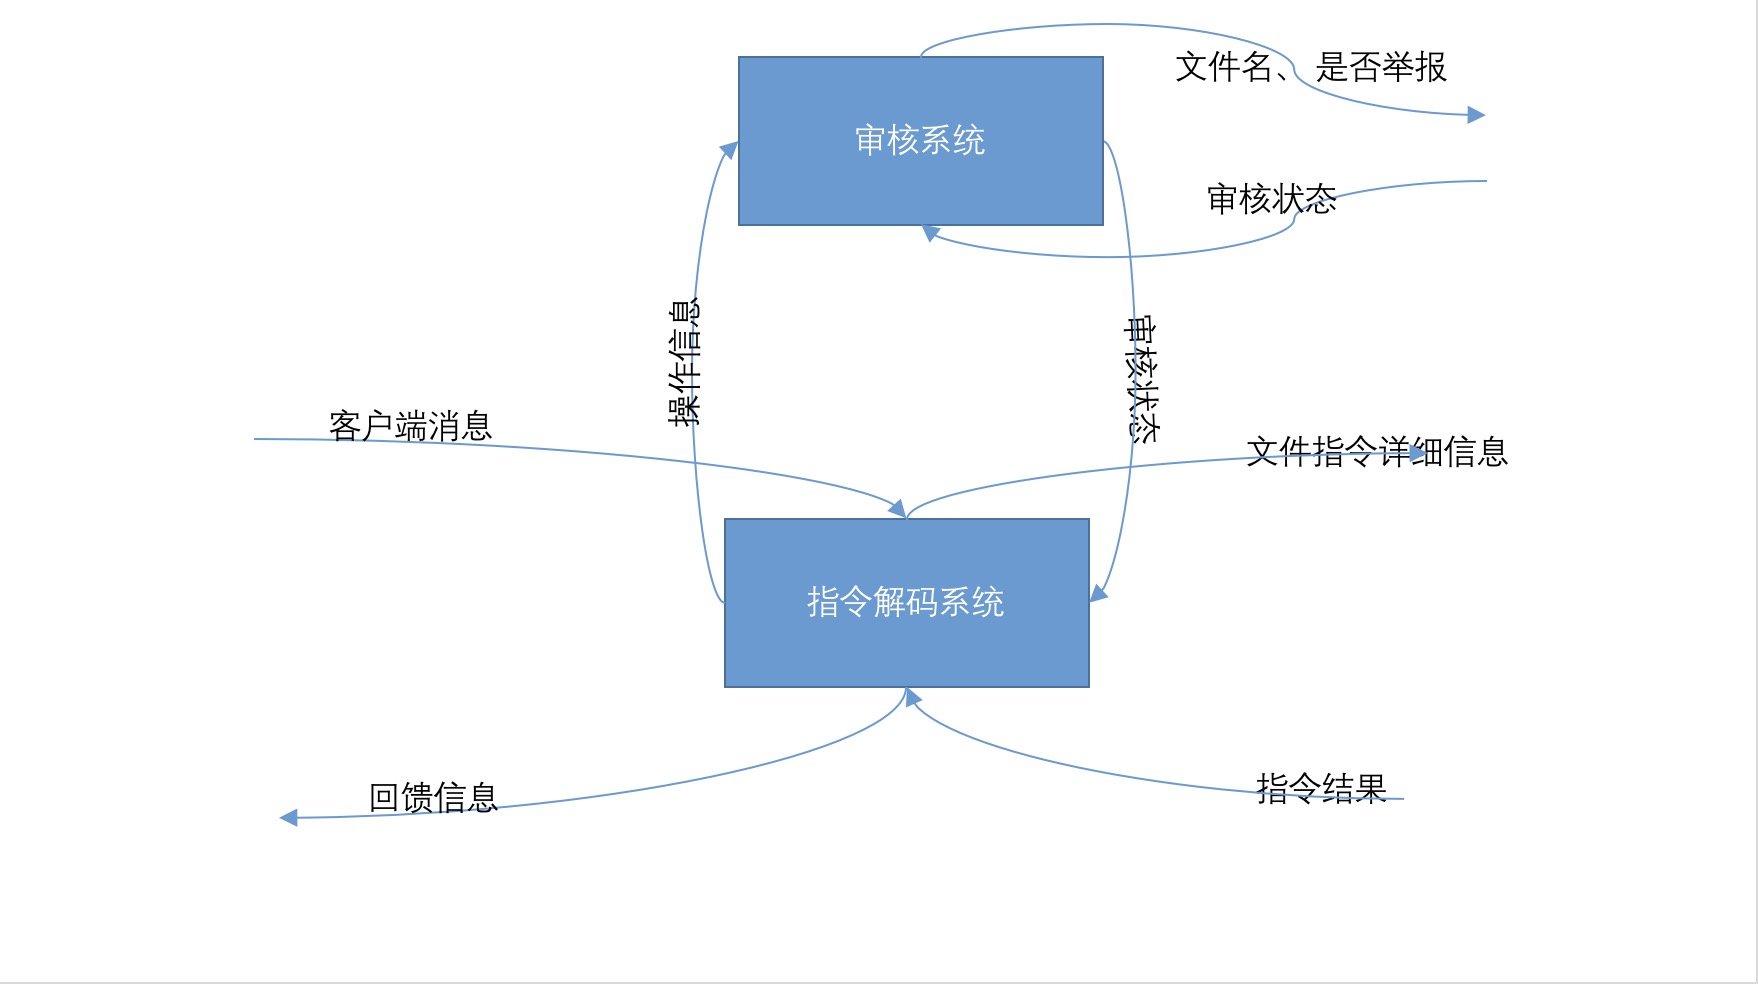 文件名、 是否举报
审核系统
审核状态
操作信息
审核状态
客户端消息
文件指令详细信息
指令解码系统
回馈信息
指令结果